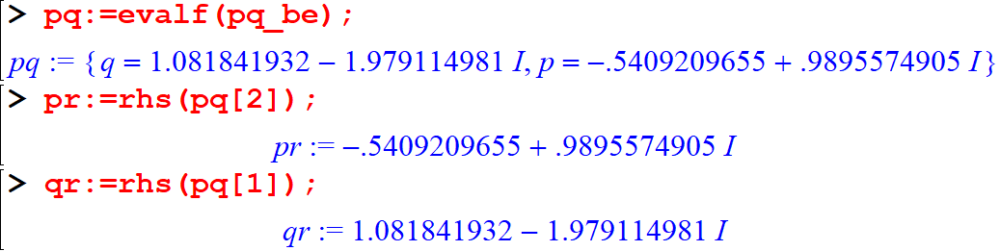 > pq:=evalf(pq_be);
pq := {q = 1.081841932 − 1.979114981 I, p = −.5409209655 + .9895574905 I}
> pr:=rhs(pq[2]);
pr := −.5409209655 + .9895574905 I
> qr:=rhs(pq[1]);
qr := 1.081841932 − 1.979114981 I